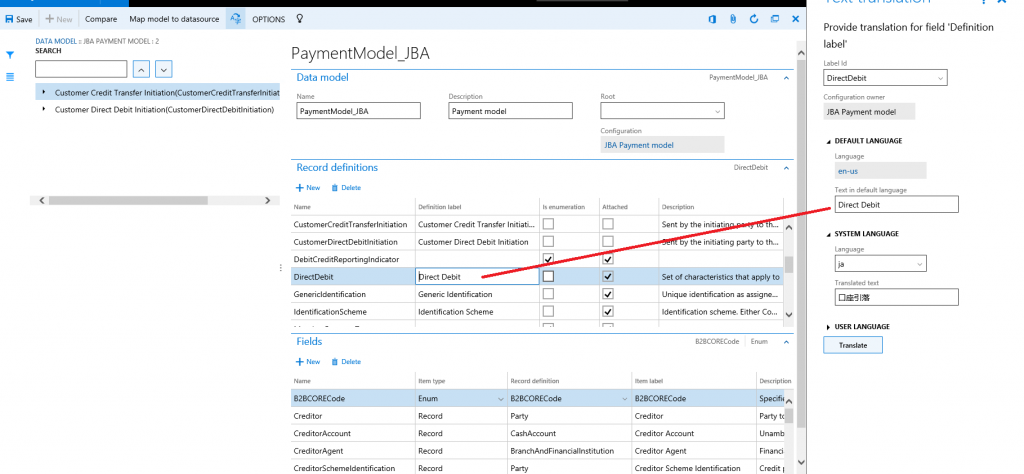 Save
New
Compare
Map model to datasource
OPTIONS
DATA MODEL : JBA PAYMENT MODEL : 2
SEARCH
Customer Credit Transfer Initiation(CustomerCreditTransferInitiat
Customer Direct Debit Initiation(CustomerDirectDebitInitiation)
PaymentModel_JBA
Data model
PaymentModel_JBA
Name
Description
Root
PaymentModel_JBA
Payment model
Configuration
JBA Payment model
Record definitions
DirectDebit
New
Delete
Name
Definition label
Is enumeration
Attached
Description
CustomerCreditTransferInitiation
Customer Credit Transfer Initiati...
Sent by the initiating party to th...
CustomerDirectDebitInitiation
Customer Direct Debit Initiation
Sent by the initiating party to th...
DebitCreditReportingIndicator
DirectDebit
Direct Debit
Set of characteristics that apply to
GenericIdentification
Generic Identification
Unique identification as assigne...
IdentificationScheme
Identification Scheme
Identification scheme. Either Co...
Fields
B2BCORECode
Enum
New
Delete
Name
Item type
Record definition
Item label
Description
B2BCORECode
Enum
B2BCORECode
B2BCORECode
Specifie
Creditor
Record
Party
Creditor
Party to
CreditorAccount
Record
CashAccount
Creditor Account
Unamb
CreditorAgent
Record
BranchAndFinancialInstitution
Creditor Agent
Financi
CreditorSchemeIdentification
Record
Party
Creditor Scheme Identification
Credit
Text translation
Provide translation for field 'Definition
label'
Label Id
DirectDebit
Configuration owner
JBA Payment model
DEFAULT LANGUAGE
Language
en-us
Text in default language
Direct Debit
SYSTEM LANGUAGE
Language
ja
Translated text
口座引落
USER LANGUAGE
Translate